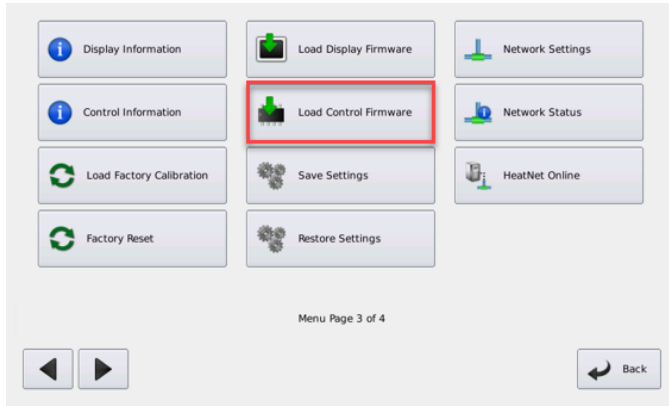 Display Information
Load Display Firmware
Network Settings
Control Information
Load Control Firmware
Network Status
Load Factory Calibration
Save Settings
HeatNet Online
Factory Reset
Restore Settings
Menu Page 3 of 4
Back